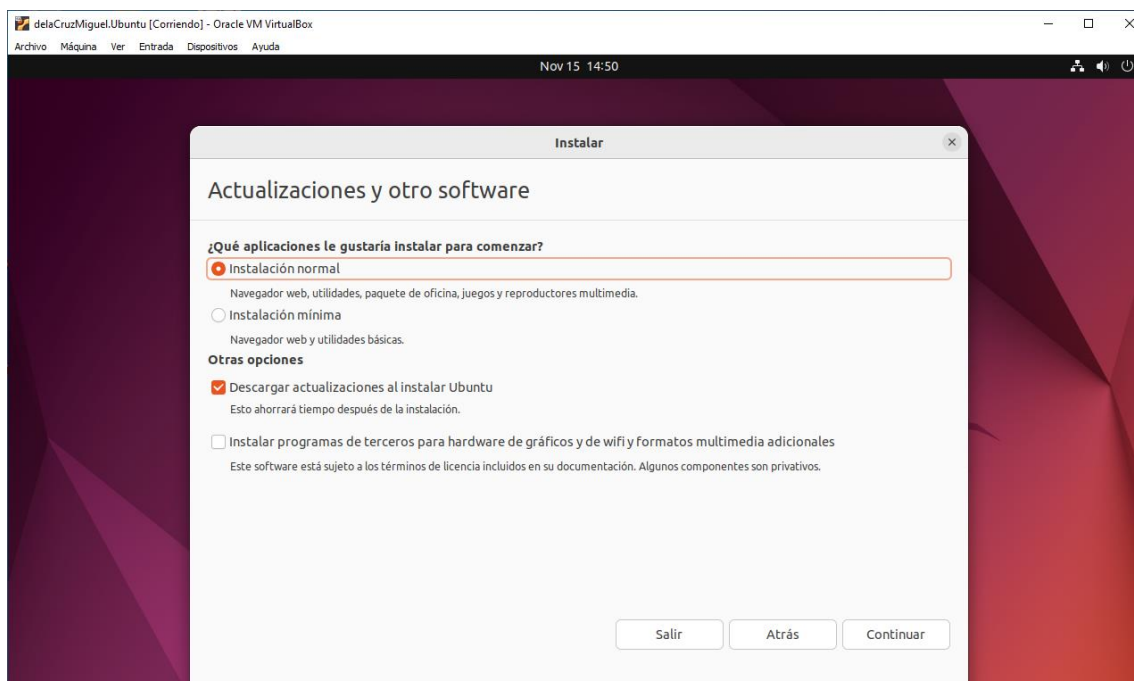 delaCruzMiguel.Ubuntu [Corriendo] - Oracle VM VirtualBox
Archivo Máquina Ver Entrada Dispositivos Ayuda
Nov 15 14:50
Instalar
Actualizaciones y otro software
¿Qué aplicaciones le gustaría instalar para comenzar?
Instalación normal
Navegador web, utilidades, paquete de oficina, juegos y reproductores multimedia.
Instalación mínima
Navegador web y utilidades básicas.
Otras opciones
Descargar actualizaciones al instalar Ubuntu
Esto ahorrará tiempo después de la instalación.
Instalar programas de terceros para hardware de gráficos y de wifi y formatos multimedia adicionales
Este software está sujeto a los términos de licencia incluidos en su documentación. Algunos componentes son privativos.
Salir Atrás Continuar